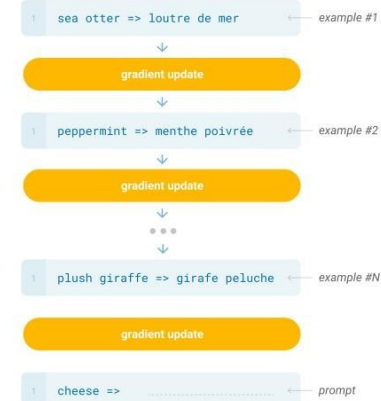 1 sea otter => loutre de mer ← example #1
↓
gradient update
↓
1 peppermint => menthe poivrée ← example #2
↓
gradient update
↓
•••
↓
1 plush giraffe => girafe peluche ← example #N
gradient update
1 cheese => ........................ ← prompt